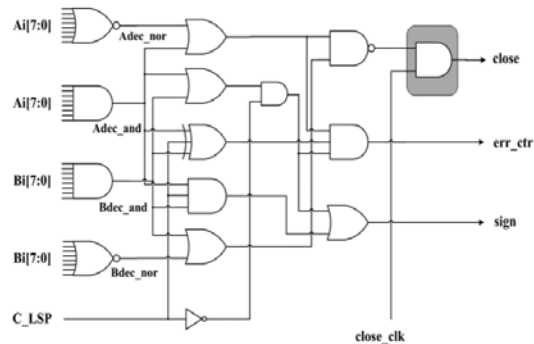 Ai[7:0]
Adec_nor
close
Ai[7:0]
Adec_and
err_ctr
Bi[7:0]
Bdec_and
sign
Bi[7:0]
Bdec_nor
C_LSP
close_clk